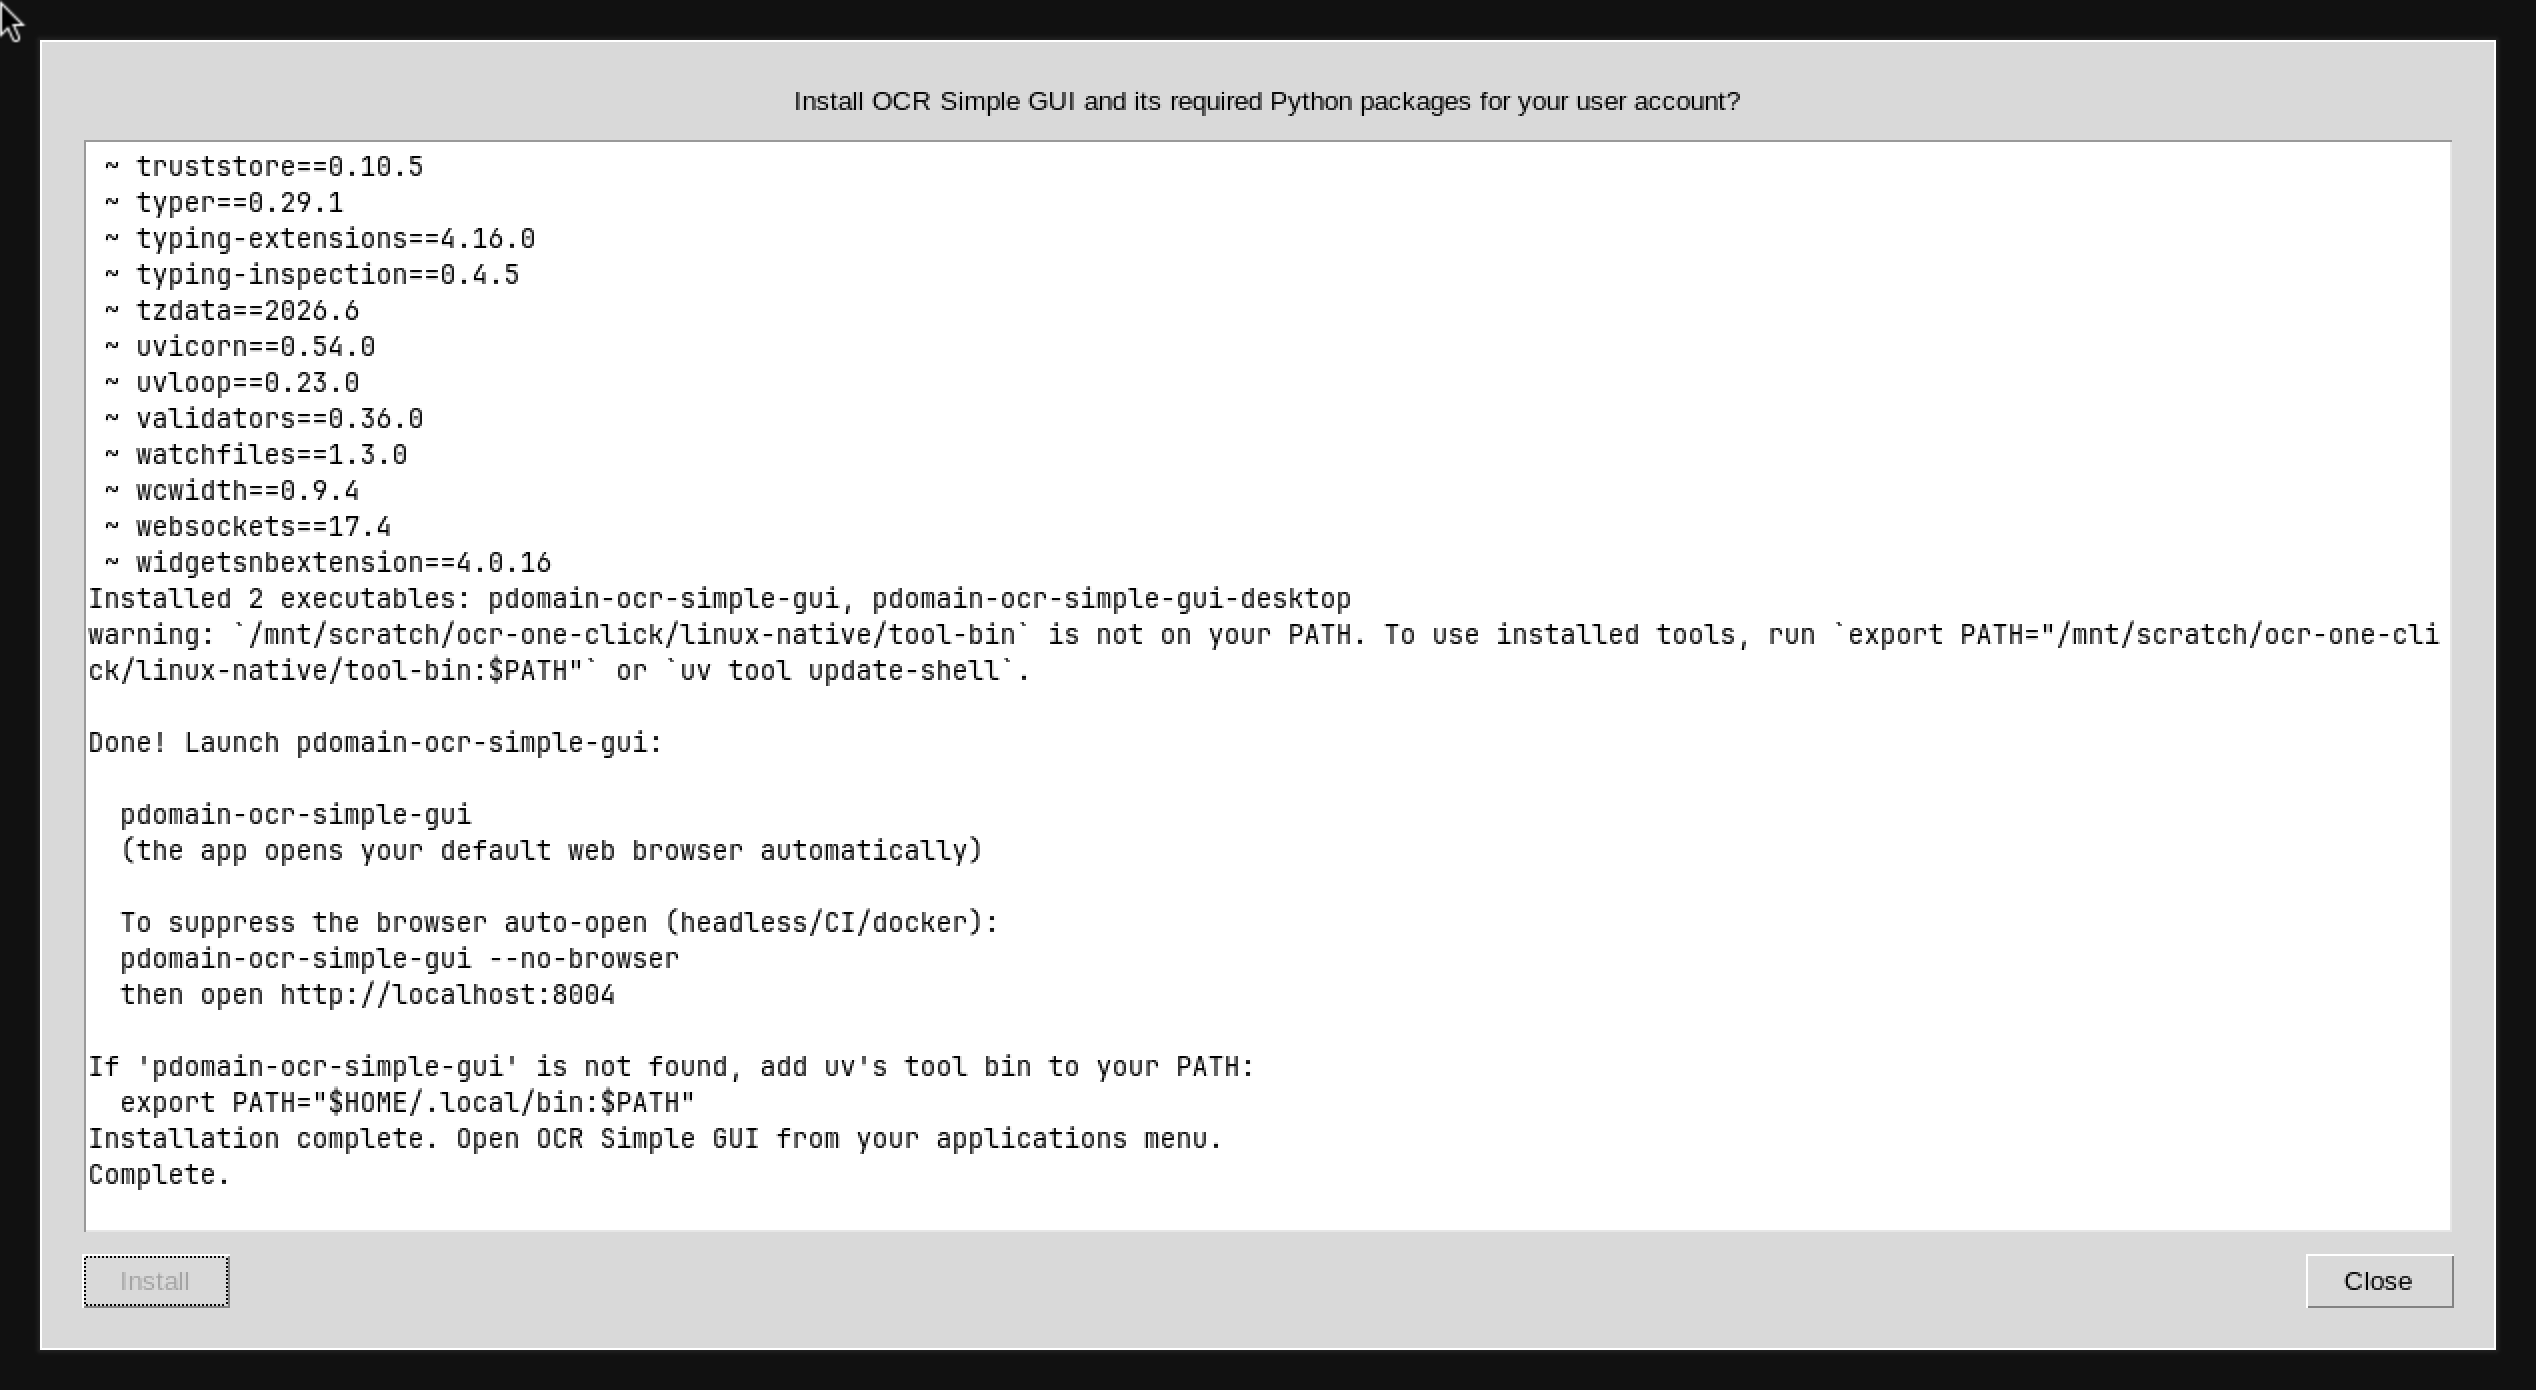 Install OCR Simple GUI and its required Python packages for your user account?
~ truststore==0.10.5
~ typer==0.29.1
~ typing-extensions==4.16.0
~ typing-inspection==0.4.5
~ tzdata==2026.6
~ uvicorn==0.54.0
~ uvloop==0.23.0
~ validators==0.36.0
~ watchfiles==1.3.0
~ wcwidth==0.9.4
~ websockets==17.4
~ widgetsnbextension==4.0.16
Installed 2 executables: pdomain-ocr-simple-gui, pdomain-ocr-simple-gui-desktop
warning: `/mnt/scratch/ocr-one-click/linux-native/tool-bin` is not on your PATH. To use installed tools, run `export PATH="/mnt/scratch/ocr-one-cli
ck/linux-native/tool-bin:$PATH"` or `uv tool update-shell`.
Done! Launch pdomain-ocr-simple-gui:
pdomain-ocr-simple-gui
(the app opens your default web browser automatically)
To suppress the browser auto-open (headless/CI/docker):
pdomain-ocr-simple-gui --no-browser
then open http://localhost:8004
If 'pdomain-ocr-simple-gui' is not found, add uv's tool bin to your PATH:
export PATH="$HOME/.local/bin:$PATH"
Installation complete. Open OCR Simple GUI from your applications menu.
Complete.
Install
Close